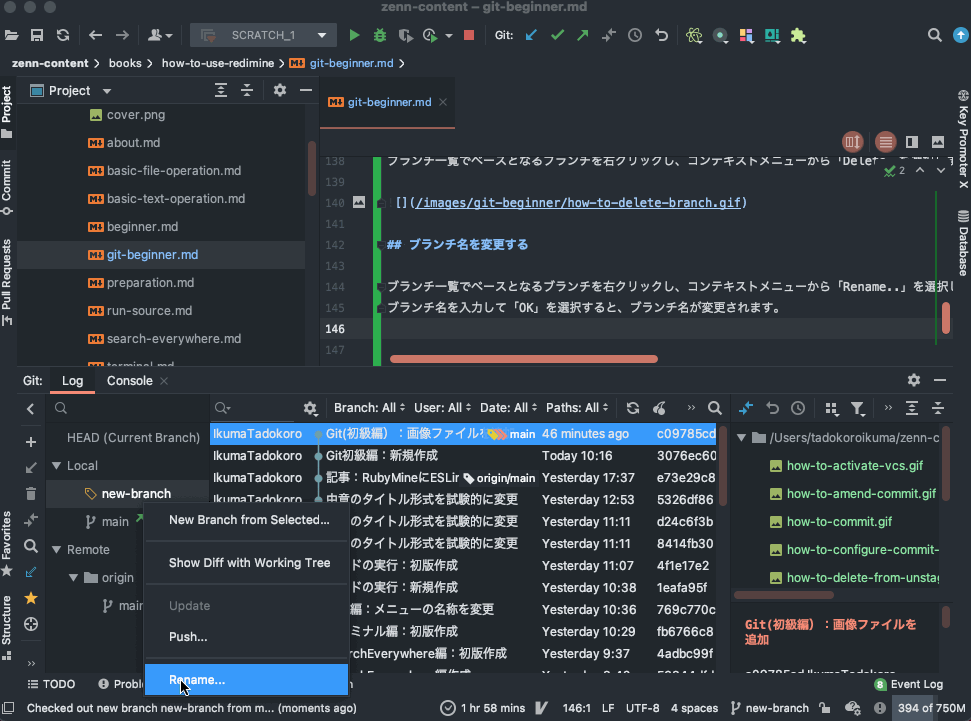 zenn-content – git-beginner.md
SCRATCH_1
Git:
zenn-content
books
how-to-use-redimine
git-beginner.md
Project
cover.png
about.md
basic-file-operation.md
basic-text-operation.md
beginner.md
git-beginner.md
preparation.md
run-source.md
search-everywhere.md
terminal.md
Project
Commit
Pull Requests
Favorites
Structure
git-beginner.md
138
139
140
141
142
143
144
145
146
147
ブランチ一覧でベースとなるブランチを右クリックし、コンテキストメニューから「Delete
![](/images/git-beginner/how-to-delete-branch.gif)
## ブランチ名を変更する
ブランチ一覧でベースとなるブランチを右クリックし、コンテキストメニューから「Rename..」を選択し
ブランチ名を入力して「OK」を選択すると、ブランチ名が変更されます。
2
Key Promoter X
Database
Git:
Log
Console
HEAD (Current Branch)
Local
new-branch
main
Remote
origin
main
Branch: All
User: All
Date: All
Paths: All
IkumaTadokoro Git(初級編）：画像ファイルを main 46 minutes ago c09785cd
IkumaTadokoro Git初級編：新規作成 Today 10:16 3076ec60
IkumaTadokoro 記事：RubyMineにESLin origin/main Yesterday 17:37 e73e29c8
IkumaTadokoro 文章のタイトル形式を試験的に変更 Yesterday 12:53 5326df86
のタイトル形式を試験的に変更 Yesterday 11:11 d24c6f3b
のタイトル形式を試験的に変更 Yesterday 11:11 8414fb30
ドの実行：初版作成 Yesterday 11:07 4f1e17e2
ドの実行：新規作成 Yesterday 10:38 1eafa95f
編：メニューの名称を変更 Yesterday 10:36 769c770c
ミナル編：初版作成 Yesterday 10:29 fb6766c8
rchEverywhere編：初版作成 Yesterday 9:37 4adbc99f
New Branch from Selected...
Show Diff with Working Tree
Update
Push...
Rename...
/Users/tadokoroikuma/zenn-c
how-to-activate-vcs.gif
how-to-amend-commit.gif
how-to-commit.gif
how-to-configure-commit-
how-to-delete-from-unstag
Git(初級編）：画像ファイルを
追加
c09785cd IkumaTadokoro
TODO
Probl
8 Event Log
Checked out new branch new-branch from m... (moments ago)
1 hr 58 mins
146:1
LF
UTF-8
4 spaces
new-branch
394 of 750M